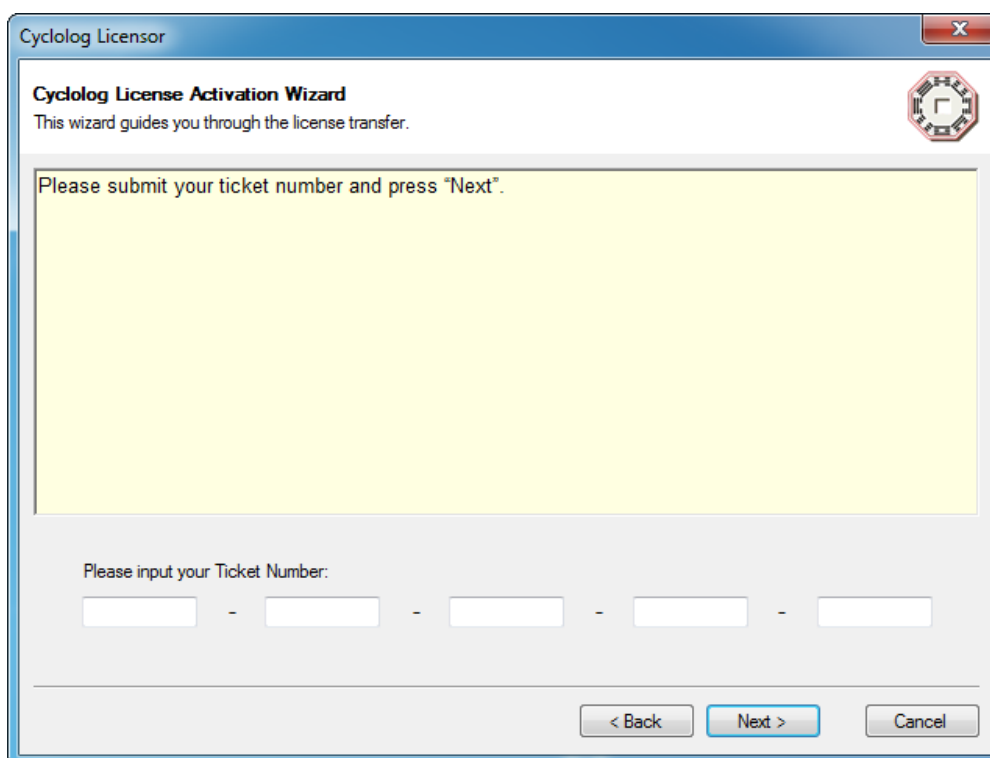 Cyclolog Licensor
X
Cyclolog License Activation Wizard
This wizard guides you through the license transfer.
Please submit your ticket number and press “Next”.
Please input your Ticket Number:
- - - -
< Back Next > Cancel